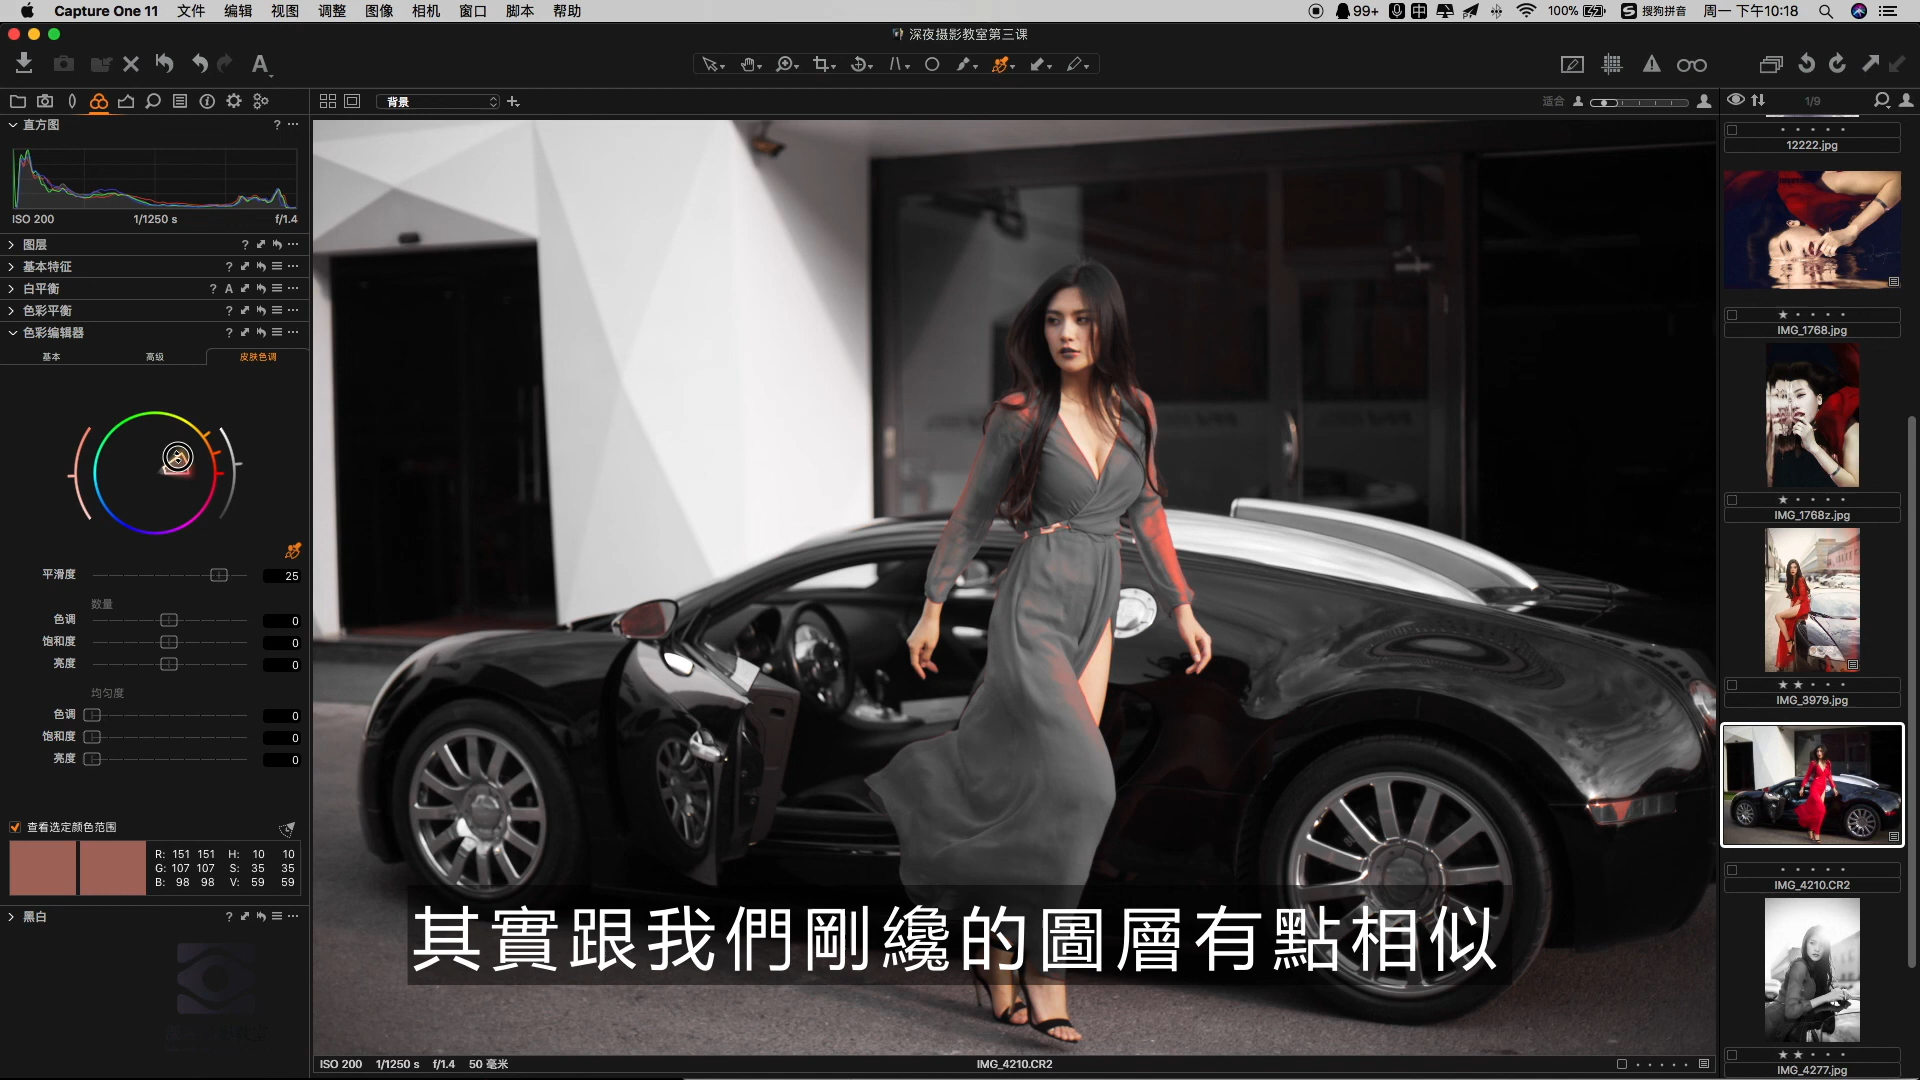 Capture One 11 文件 编辑 视图 调整 图像 相机 窗口 脚本 帮助 99+ 中 100% 搜狗拼音 周一 下午10:18
深夜摄影教室第三课
背景 适合 1/9
直方图
ISO 200 1/1250 s f/1.4
图层
基本特征
白平衡 A
色彩平衡
色彩编辑器
基本 高级 皮肤色调
平滑度 25
数量
色调 0
饱和度 0
亮度 0
均匀度
色调 0
饱和度 0
亮度 0
查看选定颜色范围
R: 151 151 H: 10 10
G: 107 107 S: 35 35
B: 98 98 V: 59 59
黑白
其實跟我們剛纔的圖層有點相似
ISO 200 1/1250 s f/1.4 50 毫米 IMG_4210.CR2
12222.jpg
IMG_1768.jpg
IMG_1768z.jpg
IMG_3979.jpg
IMG_4210.CR2
IMG_4277.jpg